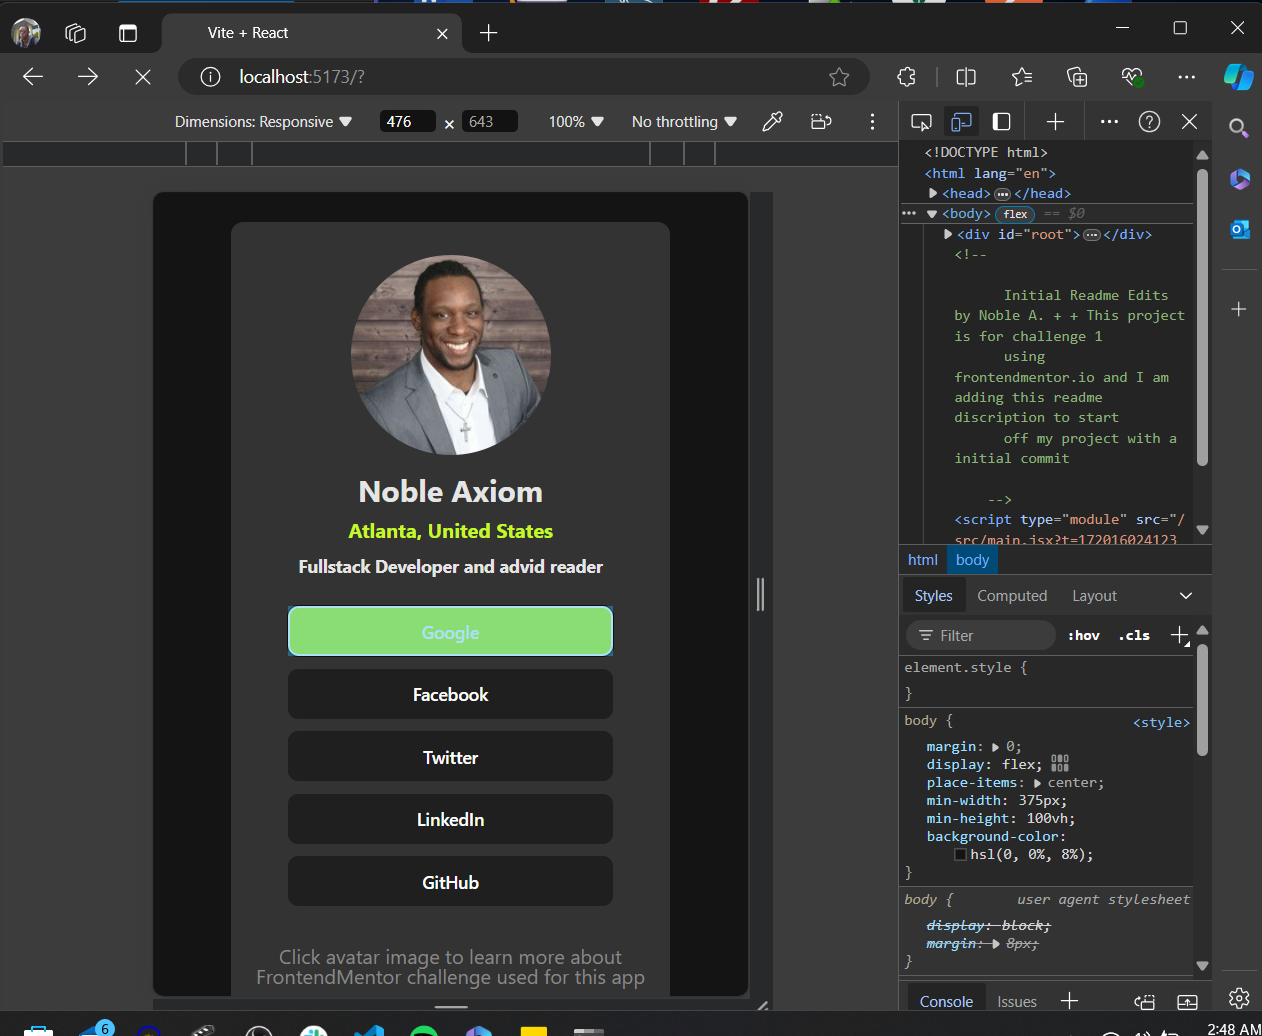 Vite + React
localhost:5173/?
Dimensions: Responsive 476 × 643 100% No throttling
<!DOCTYPE html>
<html lang="en">
<head> </head>
<body> flex == $0
<div id="root"> </div>
<!--
Initial Readme Edits
by Noble A. + + This project
is for challenge 1
using
frontendmentor.io and I am
adding this readme
discription to start
off my project with a
initial commit
-->
<script type="module" src="/
src/main.jsx?t=172016024123
Noble Axiom
Atlanta, United States
Fullstack Developer and advid reader
Google
Facebook
Twitter
LinkedIn
GitHub
Click avatar image to learn more about
FrontendMentor challenge used for this app
html body
Styles Computed Layout
Filter :hov .cls
element.style {
}
body { <style>
margin: 0;
display: flex;
place-items: center;
min-width: 375px;
min-height: 100vh;
background-color:
hsl(0, 0%, 8%);
}
body { user agent stylesheet
display: block;
margin: 8px;
}
Console Issues
6
2:48 AM